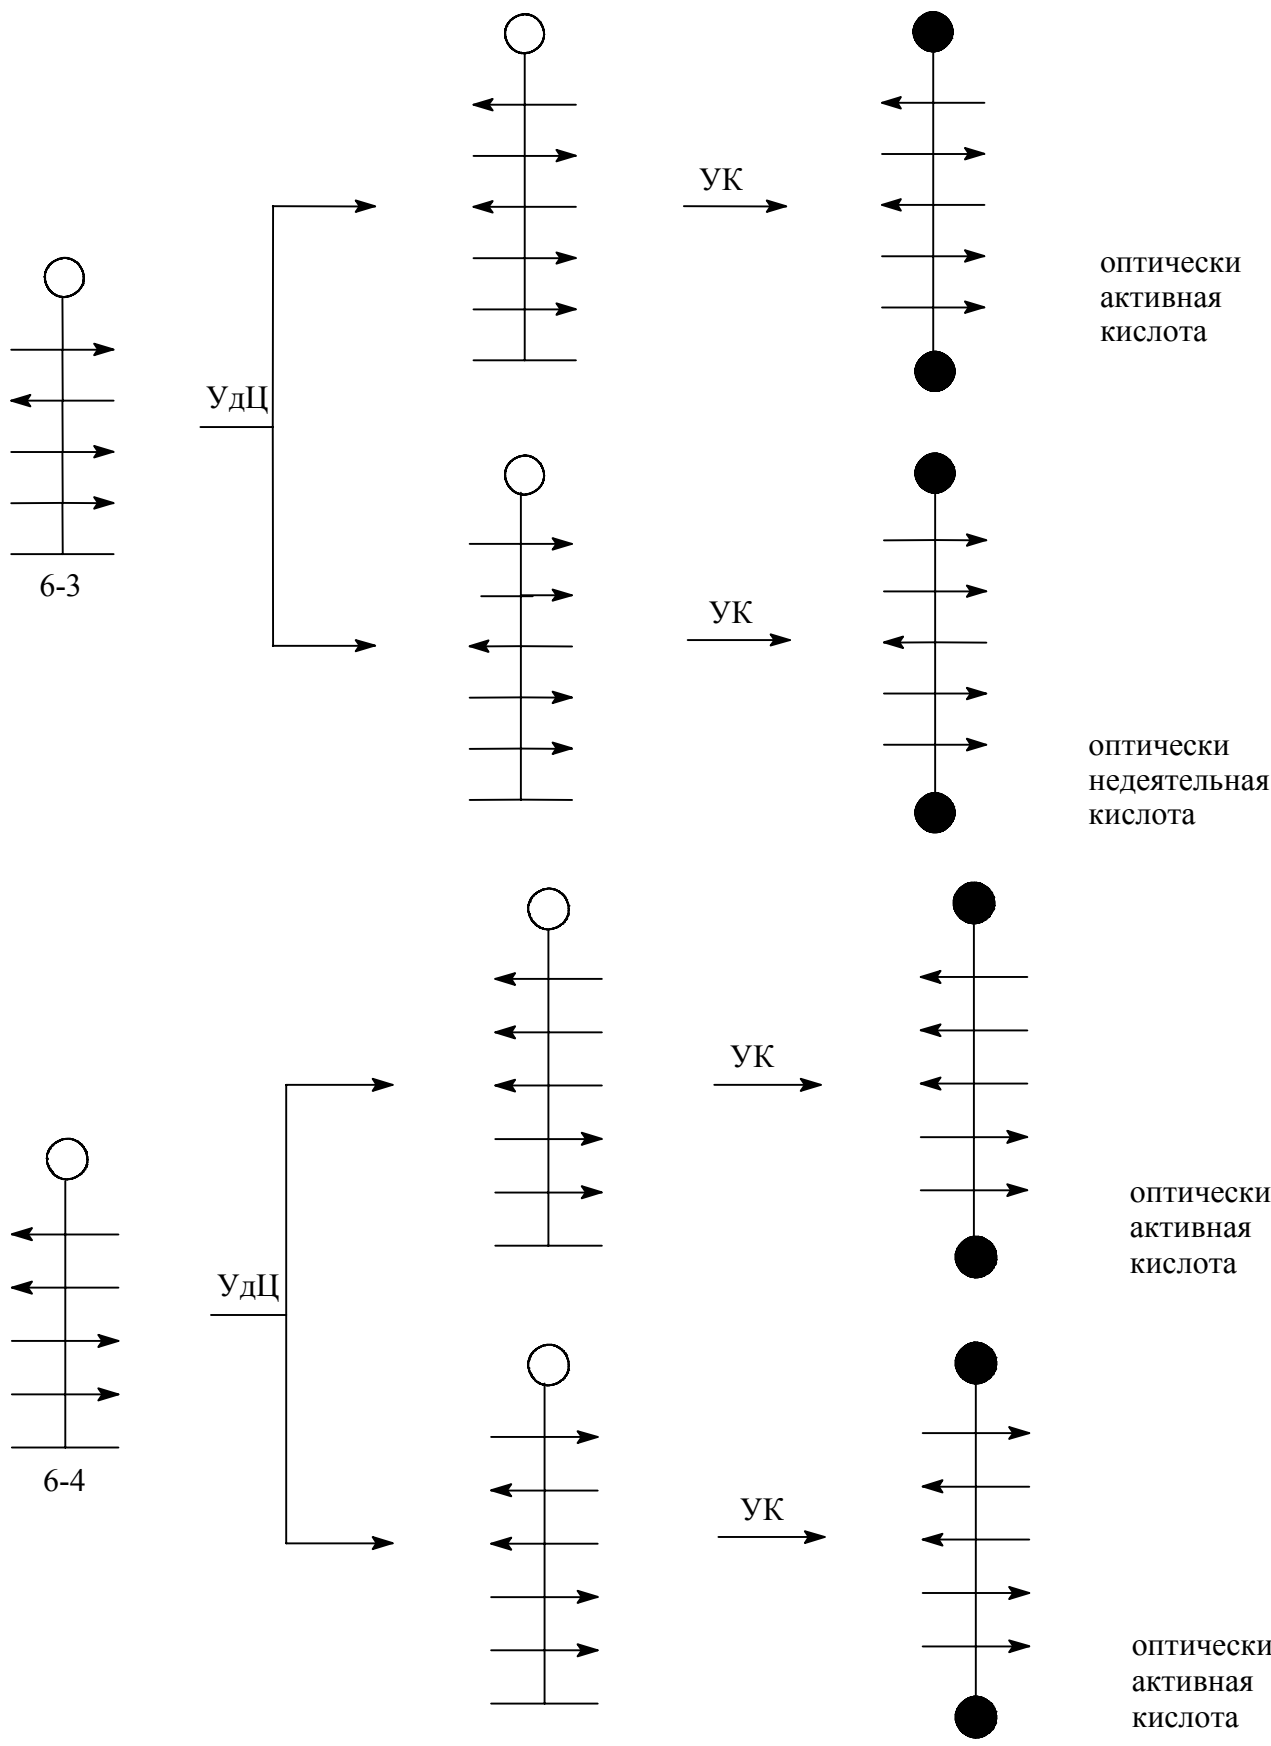 УК
оптически
активная
кислота
УдЦ
6-3
УК
оптически
недеятельная
кислота
УК
оптически
активная
кислота
УдЦ
6-4
УК
оптически
активная
кислота